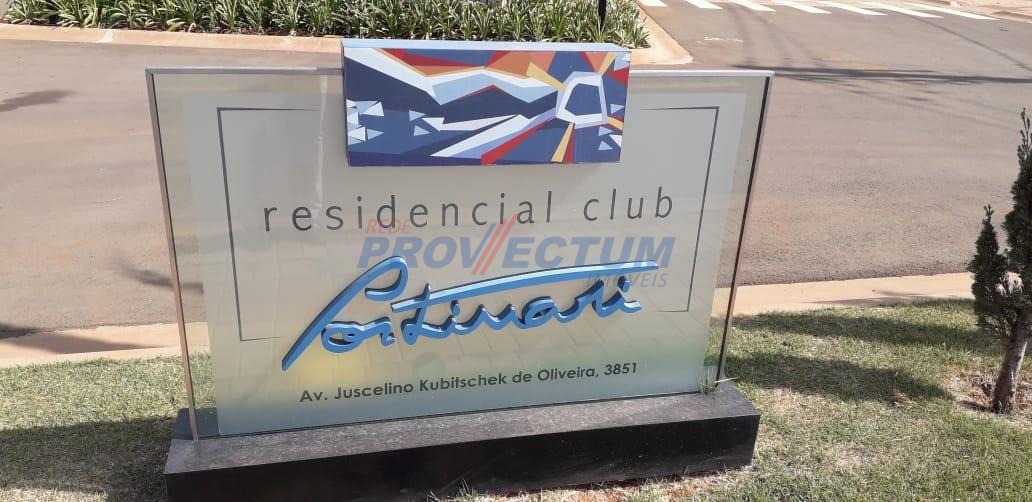 residencial club
REDE
PROVECTUM
IMÓVEIS
Portinari
Av. Juscelino Kubitschek de Oliveira, 3851